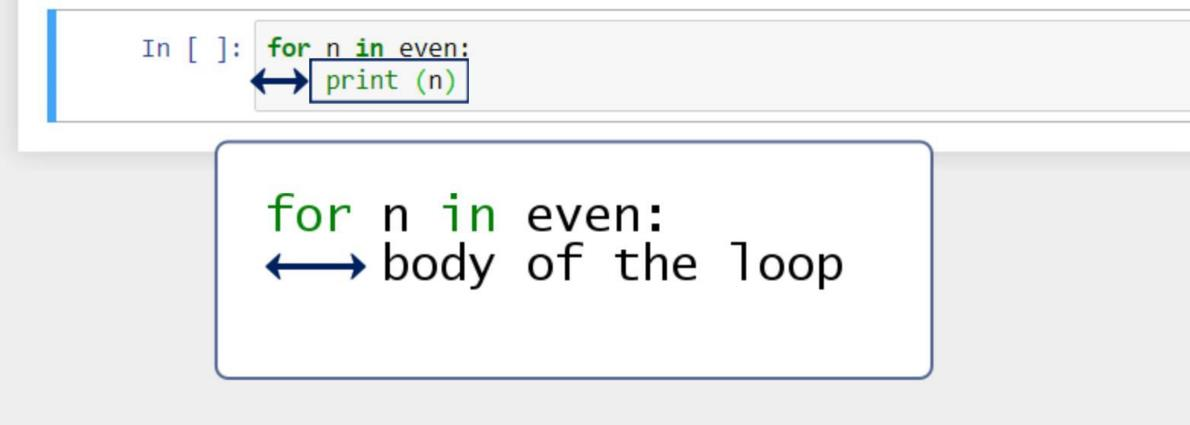 In [ ]: for n in even:
print (n)
for n in even:
body of the loop